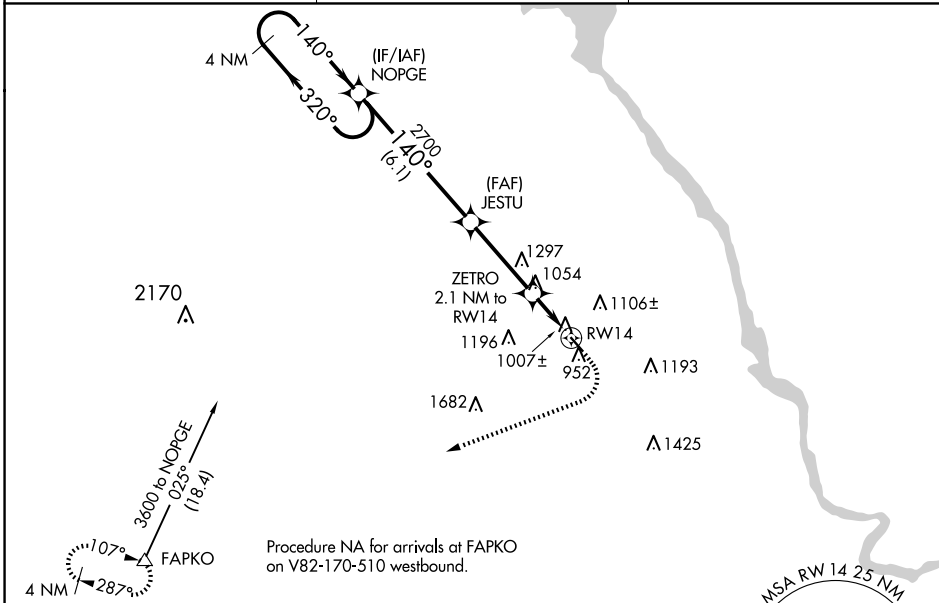 140°
4 NM
320°
(IF/IAF)
NOPGE
2700
140°
(6.1)
(FAF)
JESTU
1297
1054
ZETRO
2.1 NM to
RW14
1106±
RW14
1196
1007±
952
1193
2170
1682
1425
3600 to NOPGE
025°
(18.4)
107°
FAPKO
4 NM
287°
Procedure NA for arrivals at FAPKO
on V82-170-510 westbound.
MSA RW 14 25 NM